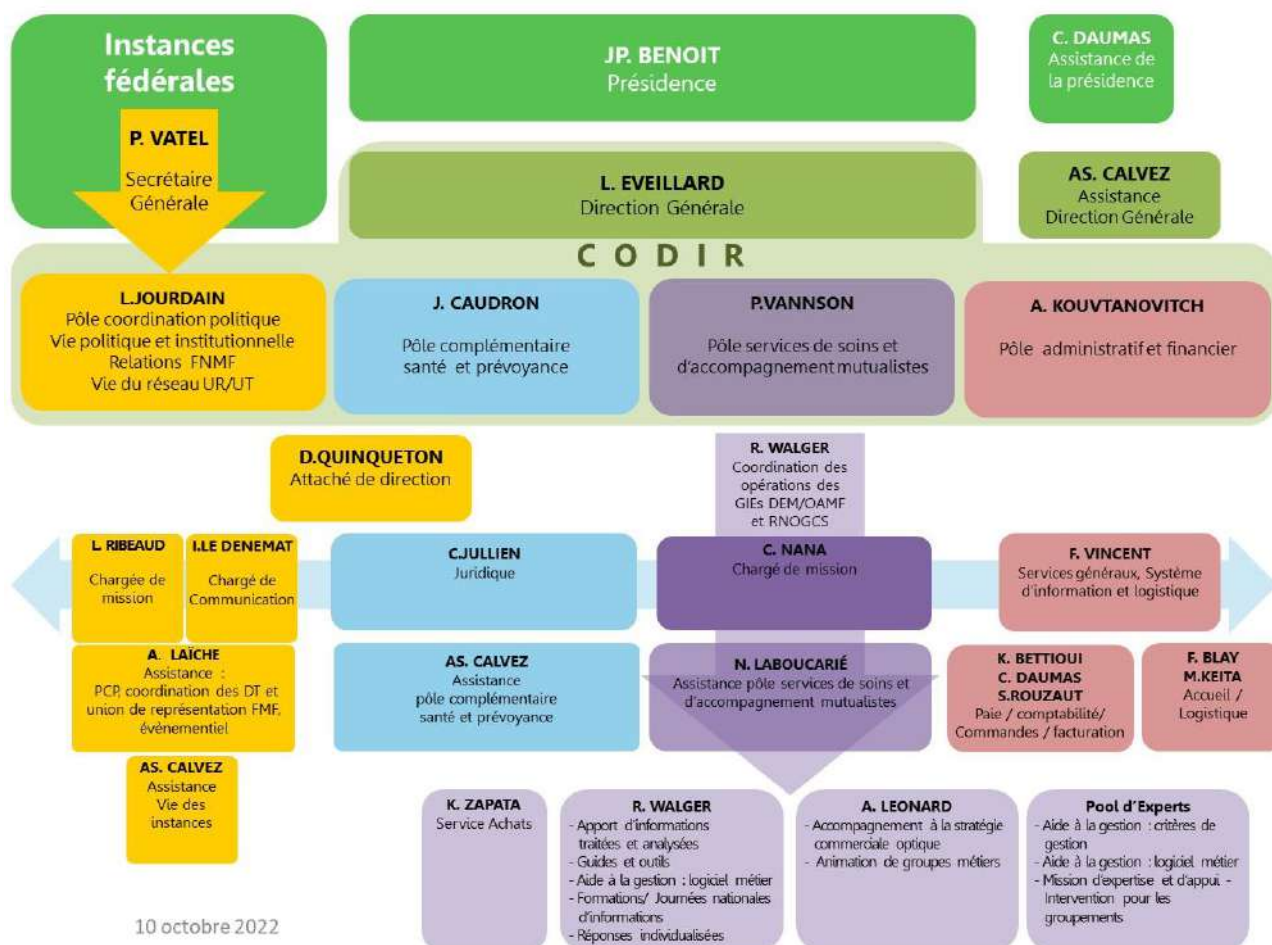 Instances
fédérales
P. VATEL
Secrétaire
Générale
JP. BENOIT
Présidence
C. DAUMAS
Assistance de
la présidence
L. EVEILLARD
Direction Générale
AS. CALVEZ
Assistance
Direction Générale
C O D I R
L.JOURDAIN
Pôle coordination politique
Vie politique et institutionnelle
Relations FNMF
Vie du réseau UR/UT
J. CAUDRON
Pôle complémentaire
santé et prévoyance
P.VANNSON
Pôle services de soins et
d'accompagnement mutualistes
A. KOUVTANOVITCH
Pôle administratif et financier
D.QUINQUETON
Attaché de direction
R. WALGER
Coordination des
opérations des
GIEs DEM/OAMF
et RNOGCS
L. RIBEAUD
Chargée de
mission
I.LE DENEMAT
Chargé de
Communication
C.JULLIEN
Juridique
C. NANA
Chargé de mission
F. VINCENT
Services généraux, Système
d'information et logistique
A. LAÏCHE
Assistance :
PCP, coordination des DT et
union de représentation FMF,
évènementiel
AS. CALVEZ
Assistance
pôle complémentaire
santé et prévoyance
N. LABOUCARIÉ
Assistance pôle services de soins et
d'accompagnement mutualistes
K. BETTIOUI
C. DAUMAS
S.ROUZAUT
Paie / comptabilité/
Commandes / facturation
F. BLAY
M.KEITA
Accueil /
Logistique
AS. CALVEZ
Assistance
Vie des
instances
K. ZAPATA
Service Achats
R. WALGER
- Apport d'informations
traitées et analysées
- Guides et outils
- Aide à la gestion : logiciel métier
- Formations/ Journées nationales
d'informations
- Réponses individualisées
A. LEONARD
- Accompagnement à la stratégie
commerciale optique
- Animation de groupes métiers
Pool d'Experts
- Aide à la gestion : critères de
gestion
- Aide à la gestion : logiciel métier
- Mission d'expertise et d'appui -
Intervention pour les
groupements
10 octobre 2022